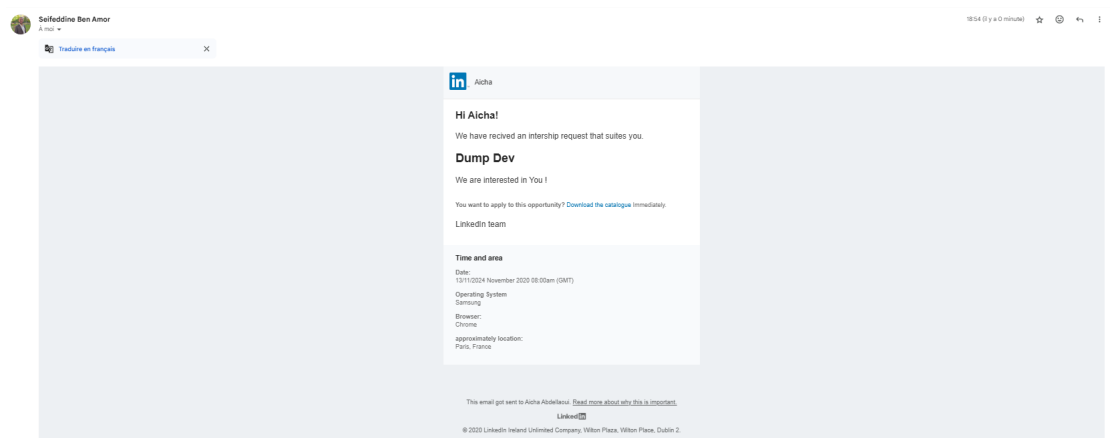 Seifeddine Ben Amor
18:54 (il y a 0 minute)
À moi
Traduire en français
in Aicha
Hi Aicha!
We have recived an intership request that suites you.
Dump Dev
We are interested in You !
You want to apply to this opportunity? Download the catalogue Immediately.
LinkedIn team
Time and area
Date:
13/11/2024 November 2020 08:00am (GMT)
Operating System
Samsung
Browser:
Chrome
approximately location:
Paris, France
This email got sent to Aicha Abdellaoui. Read more about why this is important.
Linked in
© 2020 LinkedIn Ireland Unlimited Company, Wilton Plaza, Wilton Place, Dublin 2.